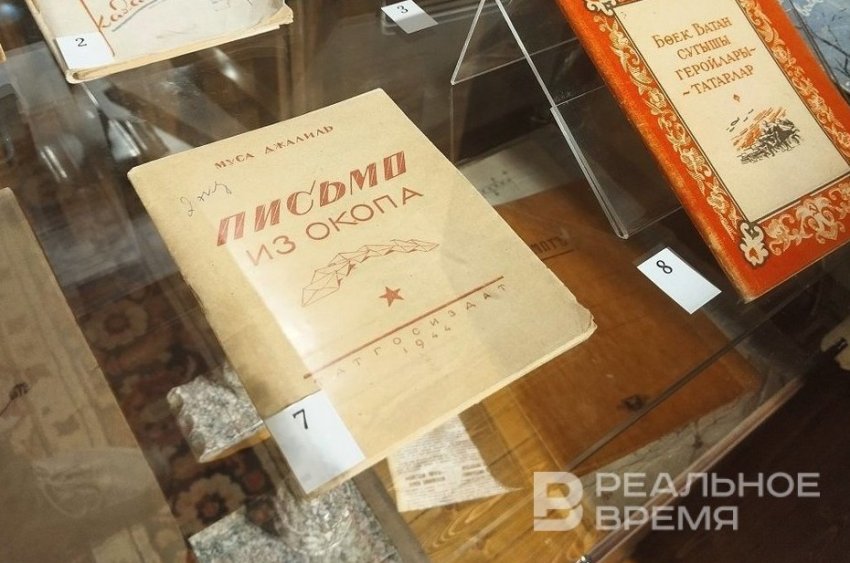 2
3
МУСА ДЖАЛИЛЬ
ПИСЬМО
ИЗ ОКОПА
ТАТГОСИЗДАТ
1944
7
БӨЕК ВАТАН
СУГЫШЫ
ГЕРОЙЛАРЫ-
-ТАТАРЛАР
8
В РЕАЛЬНОЕ
ВРЕМЯ